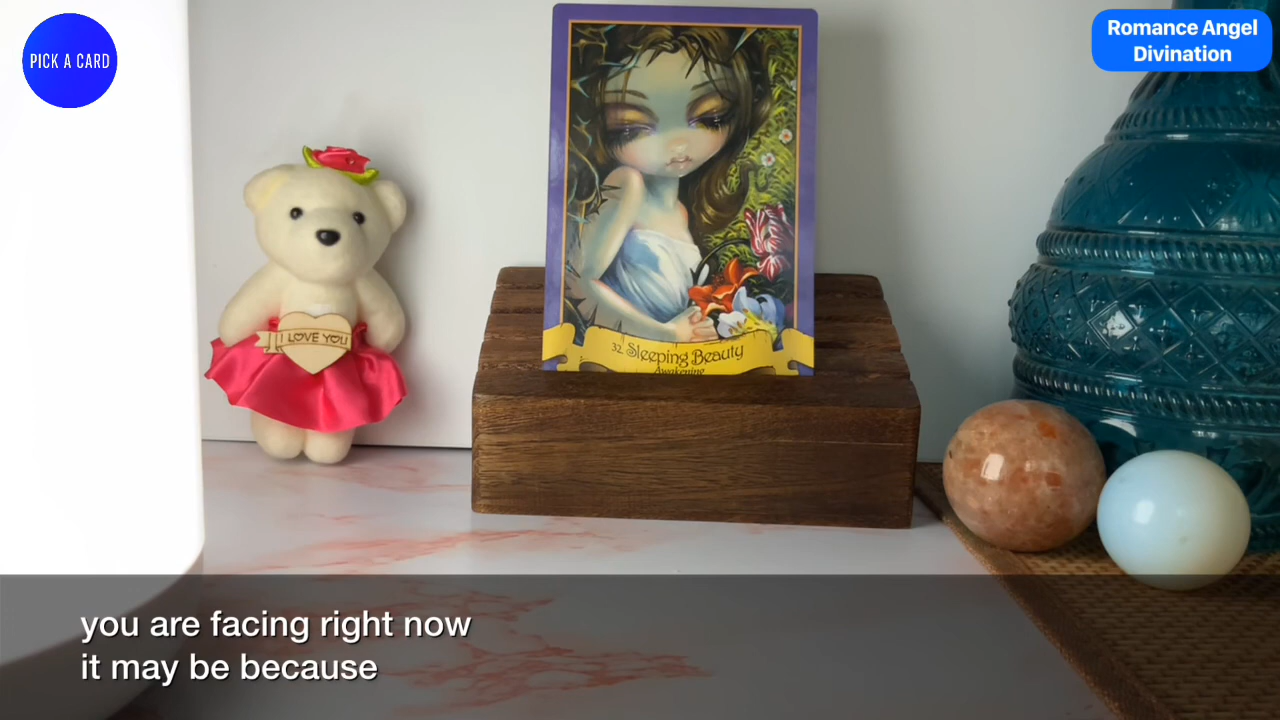 PICK A CARD
Romance Angel
Divination
I LOVE YOU
32 Sleeping Beauty
Awakening
you are facing right now
it may be because